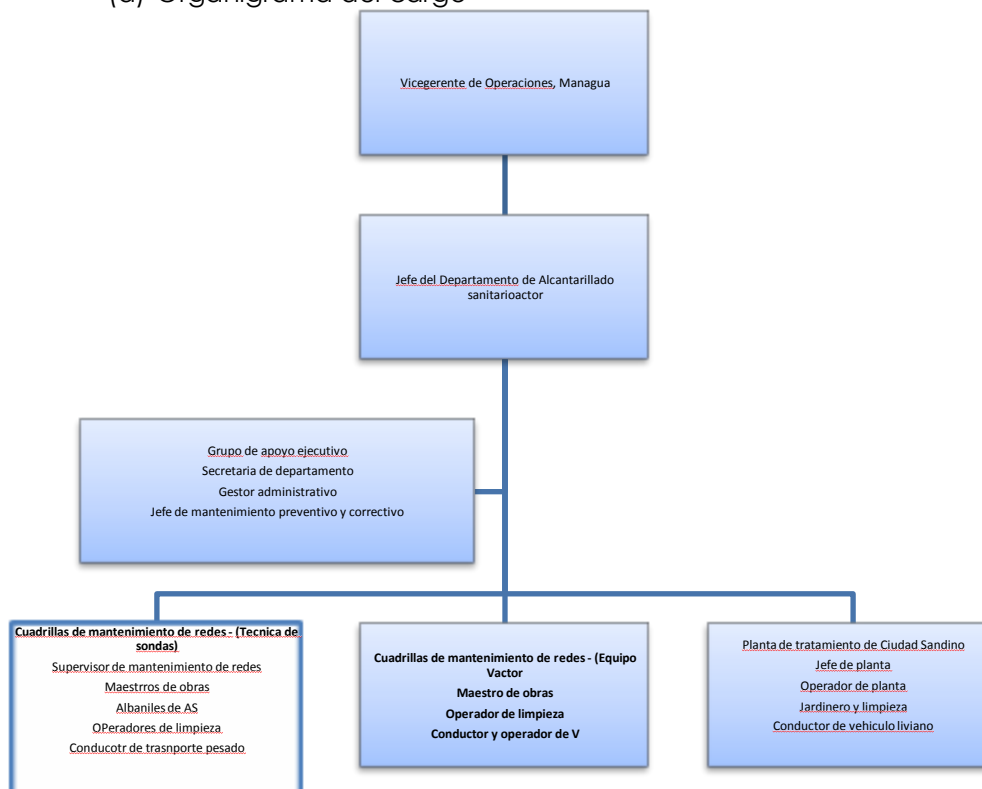 (a) Organigrama del cargo
Vicegerente de Operaciones, Managua
Jefe del Departamento de Alcantarillado
sanitarioactor
Grupo de apoyo ejecutivo
Secretaria de departamento
Gestor administrativo
Jefe de mantenimiento preventivo y correctivo
Cuadrillas de mantenimiento de redes - (Tecnica de
sondas)
Supervisor de mantenimiento de redes
Maestrros de obras
Albaniles de AS
OPeradores de limpieza
Conducotr de trasnporte pesado
Cuadrillas de mantenimiento de redes - (Equipo
Vactor
Maestro de obras
Operador de limpieza
Conductor y operador de V
Planta de tratamiento de Ciudad Sandino
Jefe de planta
Operador de planta
Jardinero y limpieza
Conductor de vehiculo liviano